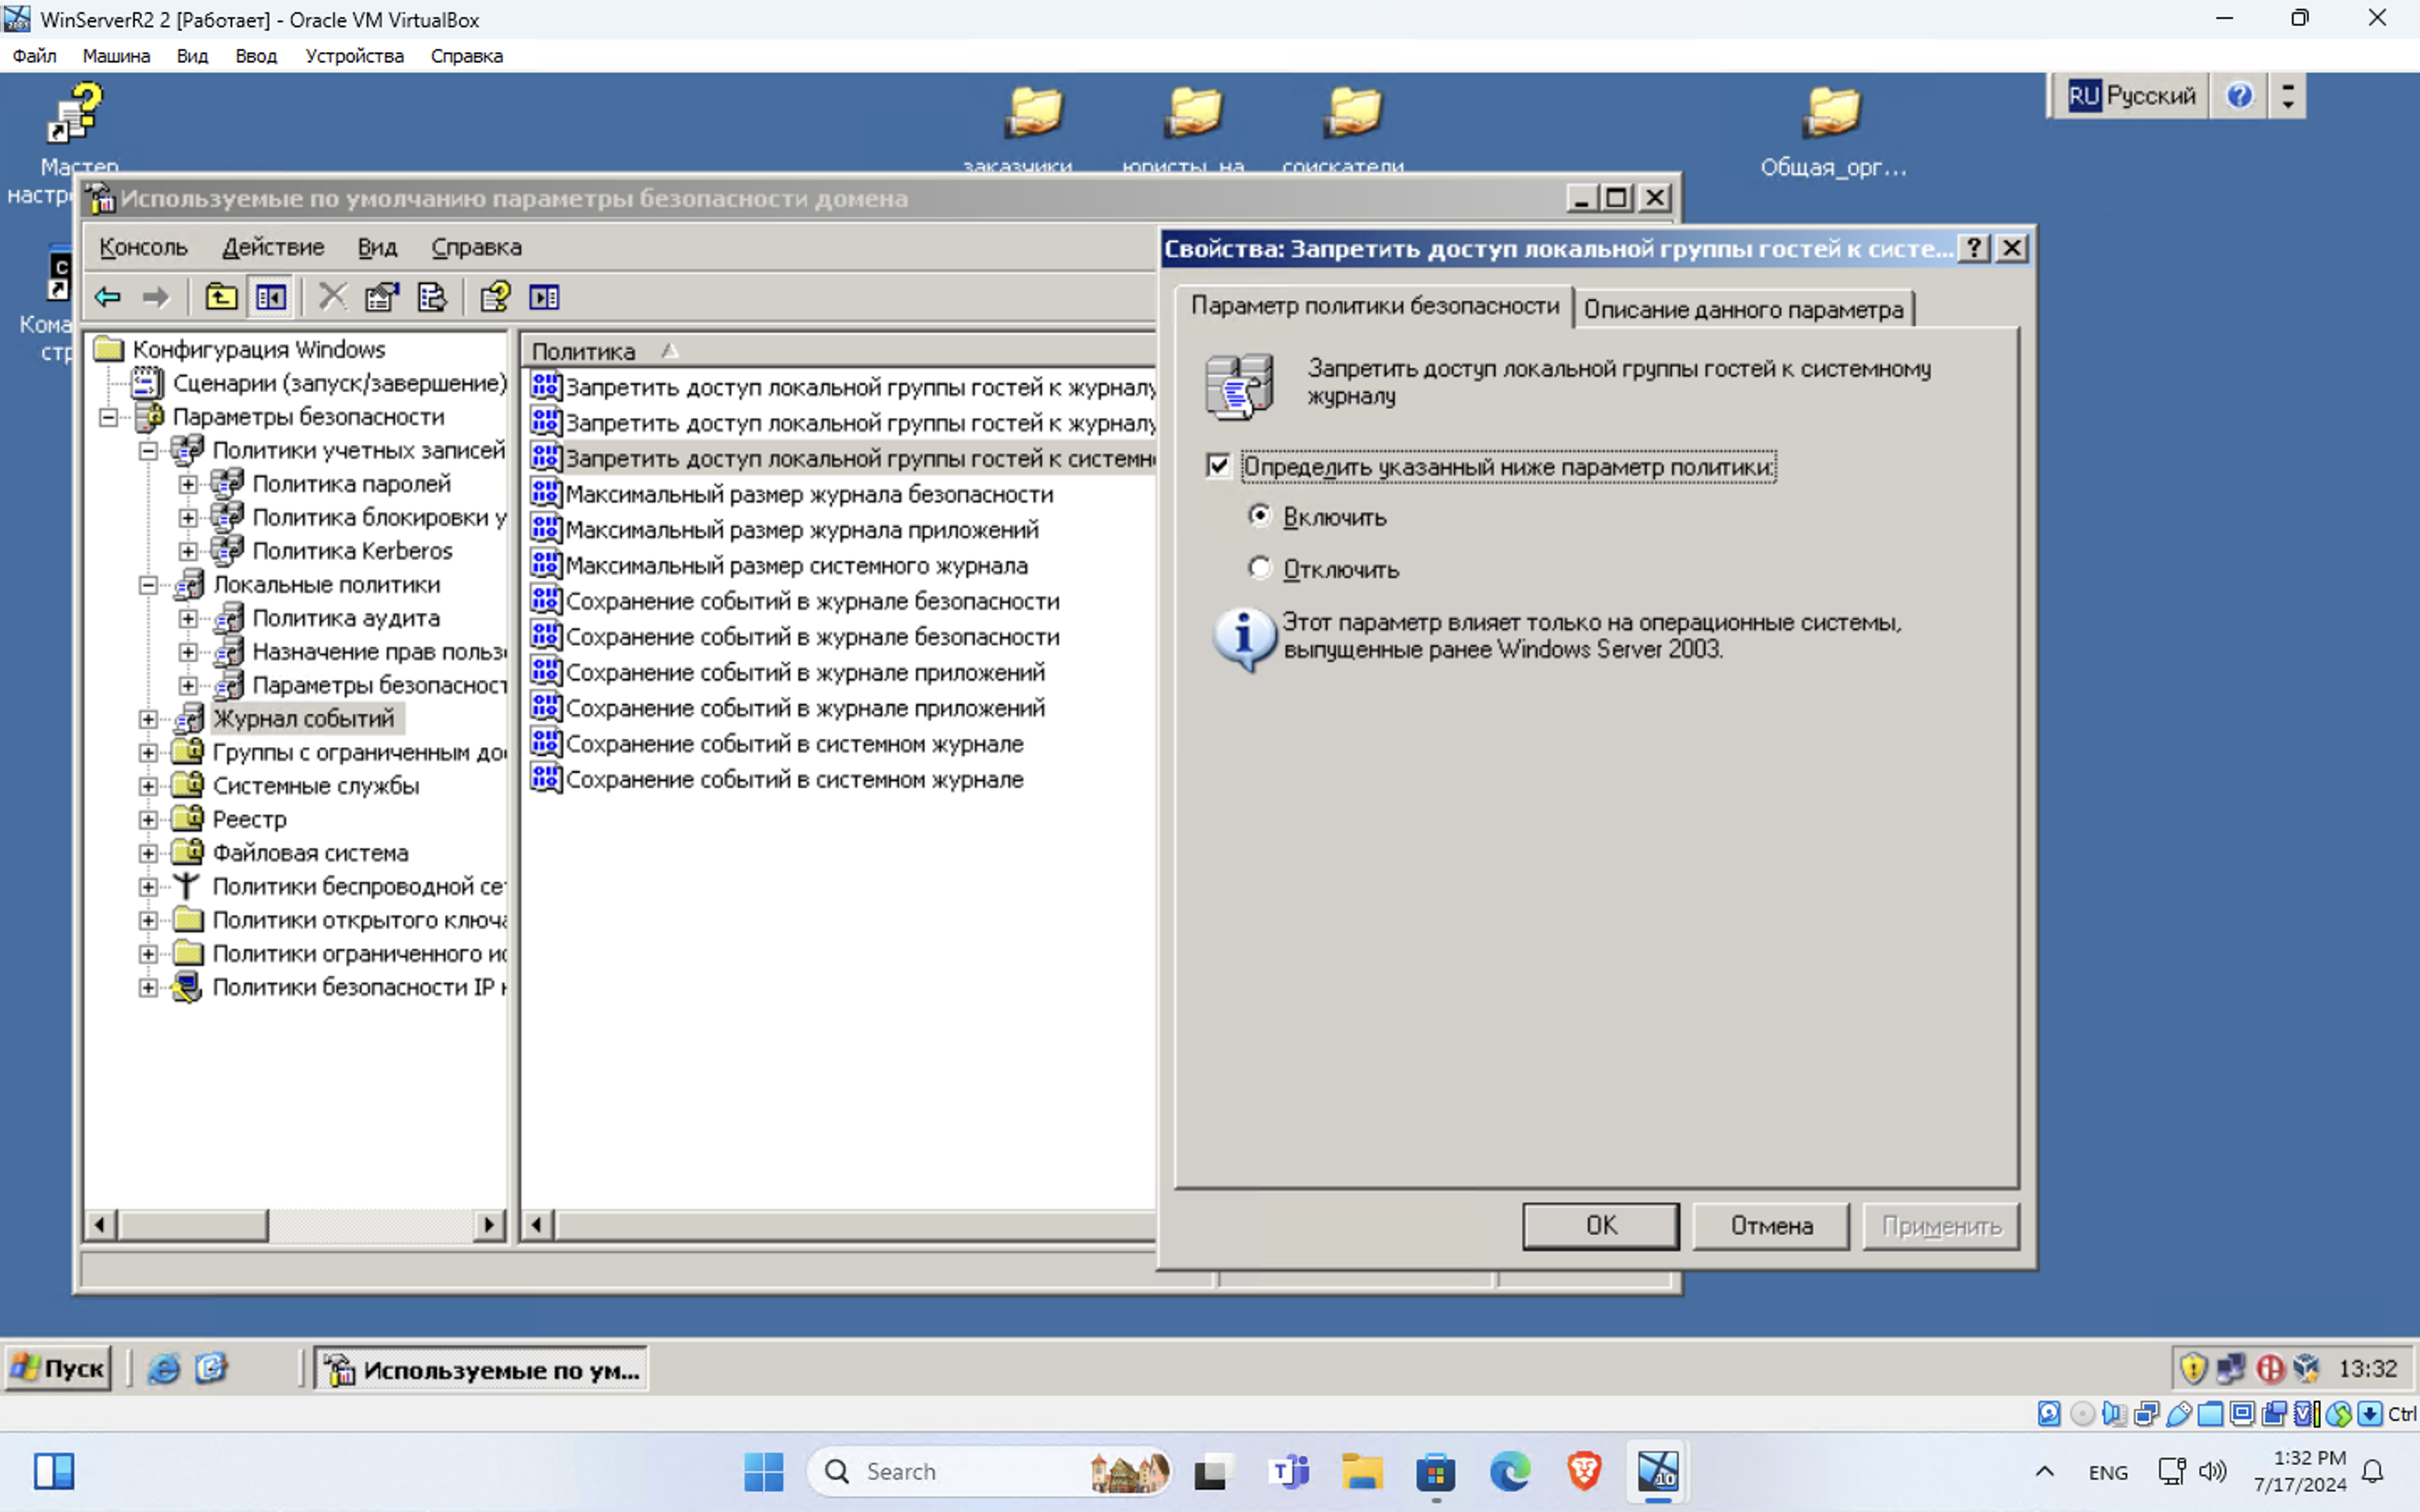 WinServerR2 2 [Работает] - Oracle VM VirtualBox
Файл Машина Вид Ввод Устройства Справка
Мастер
настр
заказчики юристы_на соискатели
Общая_орг...
RU Русский
Кома
стр
Используемые по умолчанию параметры безопасности домена
Консоль Действие Вид Справка
Конфигурация Windows
Сценарии (запуск/завершение)
Параметры безопасности
Политики учетных записей
Политика паролей
Политика блокировки у
Политика Kerberos
Локальные политики
Политика аудита
Назначение прав польз
Параметры безопасност
Журнал событий
Группы с ограниченным до
Системные службы
Реестр
Файловая система
Политики беспроводной се
Политики открытого ключ
Политики ограниченного ис
Политики безопасности IP
Политика
Запретить доступ локальной группы гостей к журналу
Запретить доступ локальной группы гостей к журналу
Запретить доступ локальной группы гостей к системн
Максимальный размер журнала безопасности
Максимальный размер журнала приложений
Максимальный размер системного журнала
Сохранение событий в журнале безопасности
Сохранение событий в журнале безопасности
Сохранение событий в журнале приложений
Сохранение событий в журнале приложений
Сохранение событий в системном журнале
Сохранение событий в системном журнале
Свойства: Запретить доступ локальной группы гостей к систе...
Параметр политики безопасности Описание данного параметра
Запретить доступ локальной группы гостей к системному
журналу
Определить указанный ниже параметр политики:
Включить
Отключить
Этот параметр влияет только на операционные системы,
выпущенные ранее Windows Server 2003.
OK Отмена Применить
Пуск
Используемые по ум...
13:32
Ctrl
Search
ENG
1:32 PM
7/17/2024